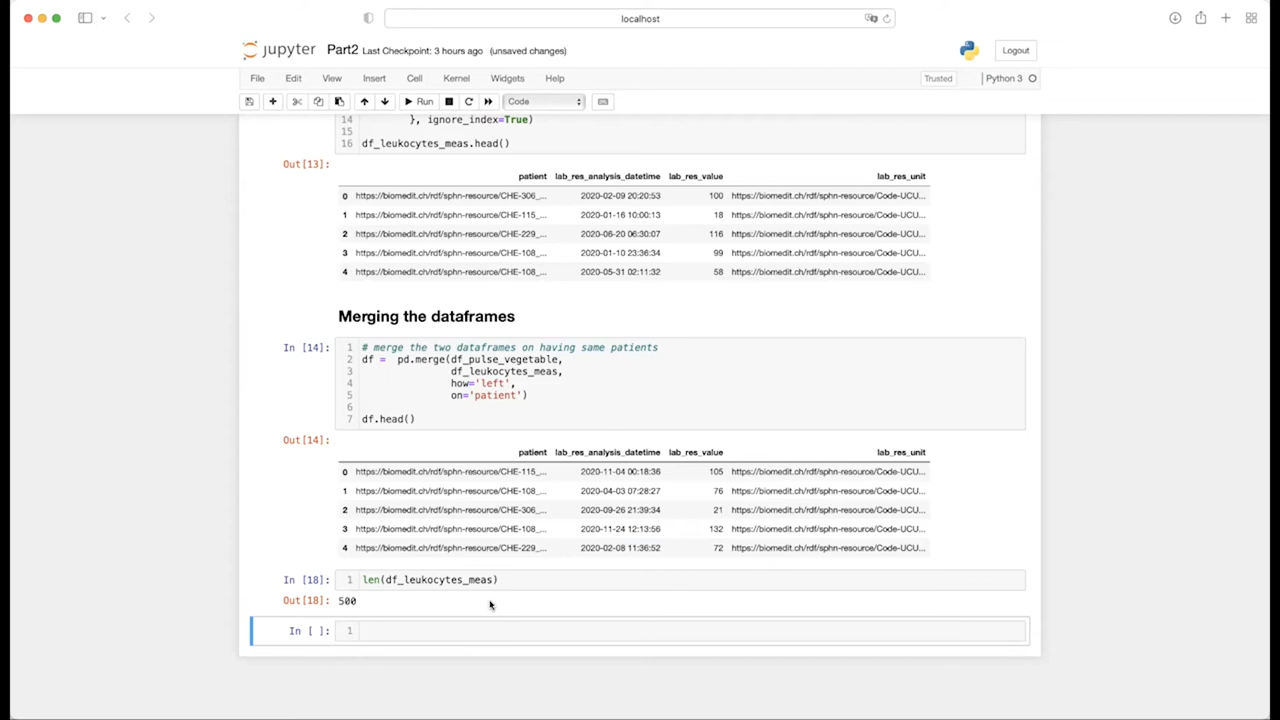 localhost
jupyter Part2 Last Checkpoint: 3 hours ago (unsaved changes) Logout
File Edit View Insert Cell Kernel Widgets Help Trusted Python 3
Run Code
14 }, ignore_index=True)
15
16 df_leukocytes_meas.head()
Out[13]:
patient lab_res_analysis_datetime lab_res_value lab_res_unit
0 https://biomedit.ch/rdf/sphn-resource/CHE-306_... 2020-02-09 20:20:53 100 https://biomedit.ch/rdf/sphn-resource/Code-UCU...
1 https://biomedit.ch/rdf/sphn-resource/CHE-115_... 2020-01-16 10:00:13 18 https://biomedit.ch/rdf/sphn-resource/Code-UCU...
2 https://biomedit.ch/rdf/sphn-resource/CHE-229_... 2020-06-20 06:30:07 116 https://biomedit.ch/rdf/sphn-resource/Code-UCU...
3 https://biomedit.ch/rdf/sphn-resource/CHE-108_... 2020-01-10 23:36:34 99 https://biomedit.ch/rdf/sphn-resource/Code-UCU...
4 https://biomedit.ch/rdf/sphn-resource/CHE-108_... 2020-05-31 02:11:32 58 https://biomedit.ch/rdf/sphn-resource/Code-UCU...
Merging the dataframes
In [14]: 1 # merge the two dataframes on having same patients
2 df = pd.merge(df_pulse_vegetable,
3 df_leukocytes_meas,
4 how='left',
5 on='patient')
6
7 df.head()
Out[14]:
patient lab_res_analysis_datetime lab_res_value lab_res_unit
0 https://biomedit.ch/rdf/sphn-resource/CHE-115_... 2020-11-04 00:18:36 105 https://biomedit.ch/rdf/sphn-resource/Code-UCU...
1 https://biomedit.ch/rdf/sphn-resource/CHE-108_... 2020-04-03 07:28:27 76 https://biomedit.ch/rdf/sphn-resource/Code-UCU...
2 https://biomedit.ch/rdf/sphn-resource/CHE-306_... 2020-09-26 21:39:34 21 https://biomedit.ch/rdf/sphn-resource/Code-UCU...
3 https://biomedit.ch/rdf/sphn-resource/CHE-108_... 2020-11-24 12:13:56 132 https://biomedit.ch/rdf/sphn-resource/Code-UCU...
4 https://biomedit.ch/rdf/sphn-resource/CHE-229_... 2020-02-08 11:36:52 72 https://biomedit.ch/rdf/sphn-resource/Code-UCU...
In [18]: 1 len(df_leukocytes_meas)
Out[18]: 500
In [ ]: 1